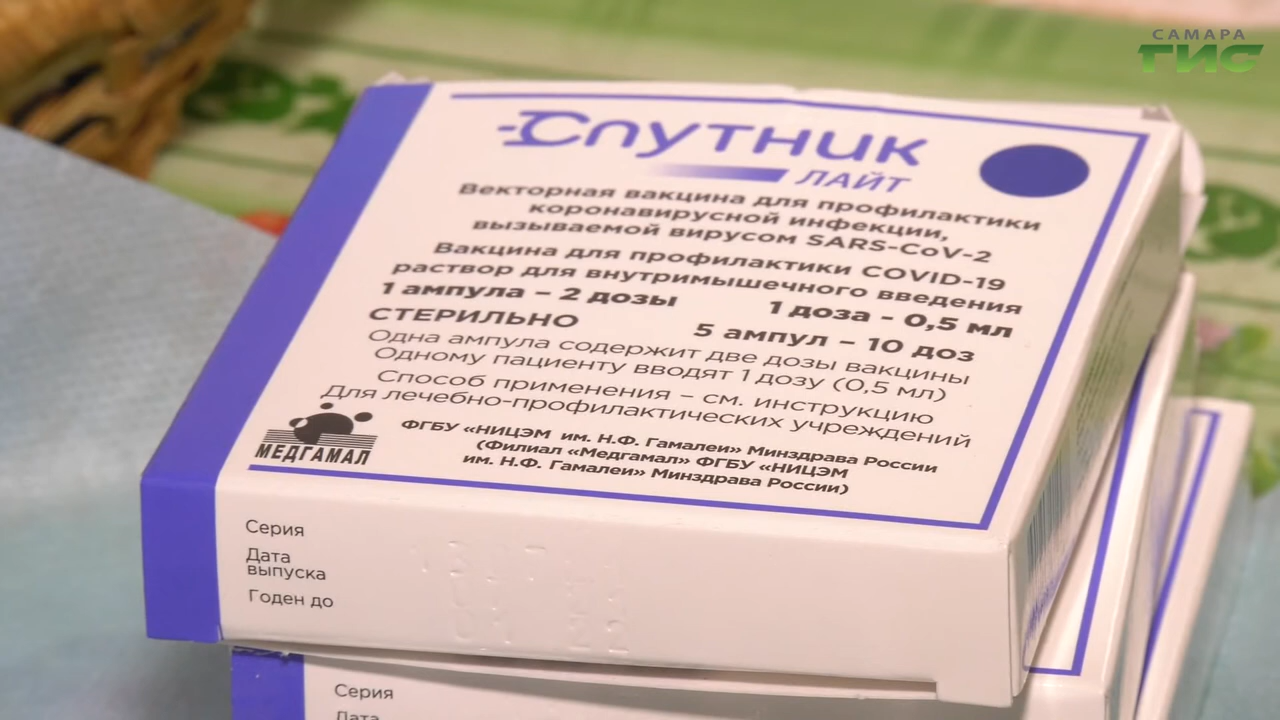 САМАРА
ГИС
Спутник
ЛАЙТ
Векторная вакцина для профилактики
коронавирусной инфекции,
вызываемой вирусом SARS-CoV-2
Вакцина для профилактики COVID-19
раствор для внутримышечного введения
1 ампула – 2 дозы 1 доза - 0,5 мл
СТЕРИЛЬНО 5 ампул – 10 доз
Одна ампула содержит две дозы вакцины
Одному пациенту вводят 1 дозу (0,5 мл)
Способ применения – см. инструкцию
Для лечебно-профилактических учреждений
МЕДГАМАЛ
ФГБУ «НИЦЭМ им. Н.Ф. Гамалеи» Минздрава России
(Филиал «Медгамал» ФГБУ «НИЦЭМ
им. Н.Ф. Гамалеи» Минздрава России)
Серия
Дата
выпуска
Годен до
Серия
Дата